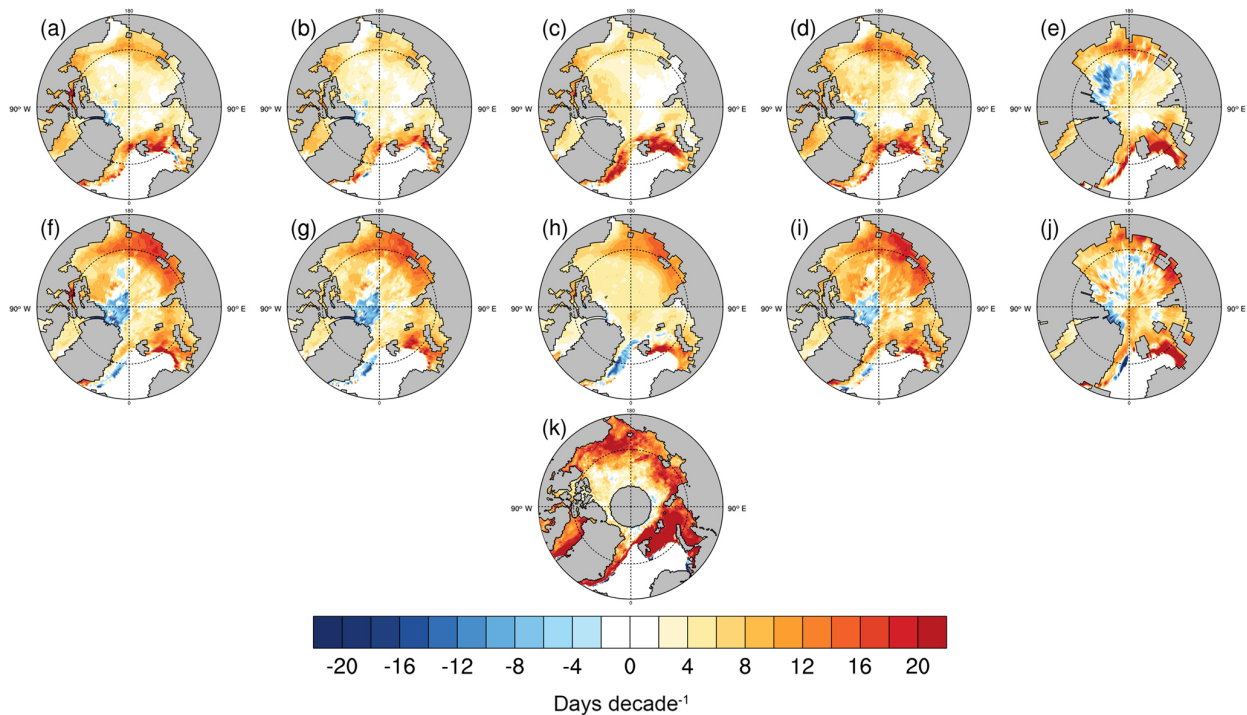 (a) (b) (c) (d) (e)
180 180 180 180 180
90° W 90° E 90° W 90° E 90° W 90° E 90° W 90° E 90° W 90° E
0 0 0 0 0
(f) (g) (h) (i) (j)
180 180 180 180 180
90° W 90° E 90° W 90° E 90° W 90° E 90° W 90° E 90° W 90° E
0 0 0 0 0
(k)
180
90° W 90° E
0
-20 -16 -12 -8 -4 0 4 8 12 16 20
Days decade⁻¹